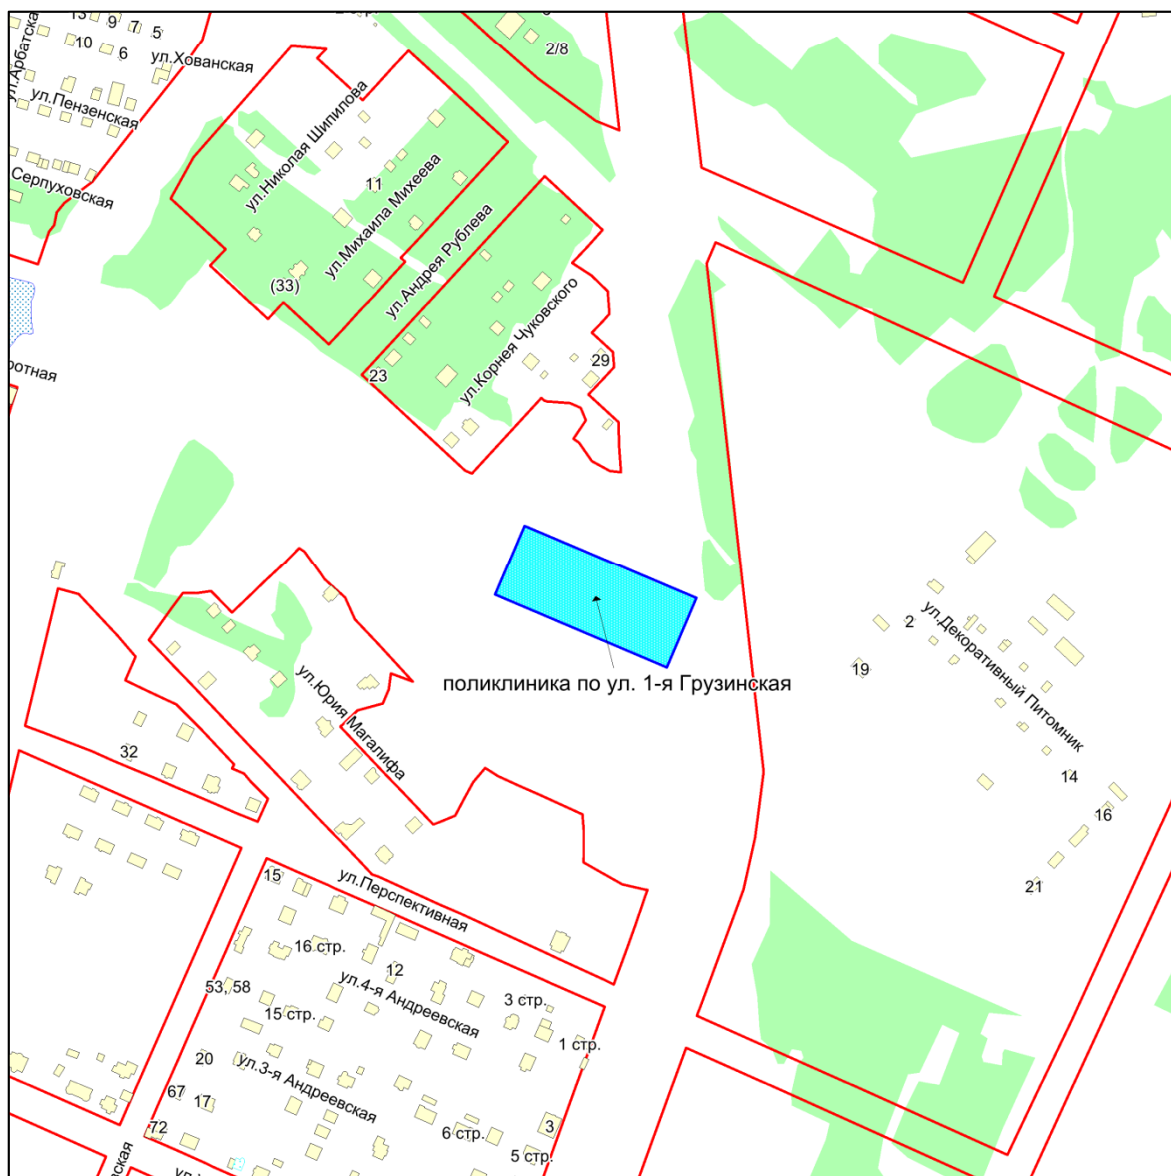 13
9
7
5
10
6
ул.Хованская
2/8
ул.Арбатска
ул.Пензенская
Серпуховская
ул.Николая Шипилова
11
ул.Михаила Михеева
ул.Андрея Рублева
(33)
ул.Корнея Чуковского
29
23
ротная
2
ул.Декоративный Питомник
19
поликлиника по ул. 1-я Грузинская
ул.Юрия Магалифа
32
14
16
21
15
ул.Перспективная
16 стр.
12
ул.4-я Андреевская
53, 58
3 стр.
15 стр.
1 стр.
20
ул.3-я Андреевская
67
17
72
6 стр.
3
5 стр.
вская